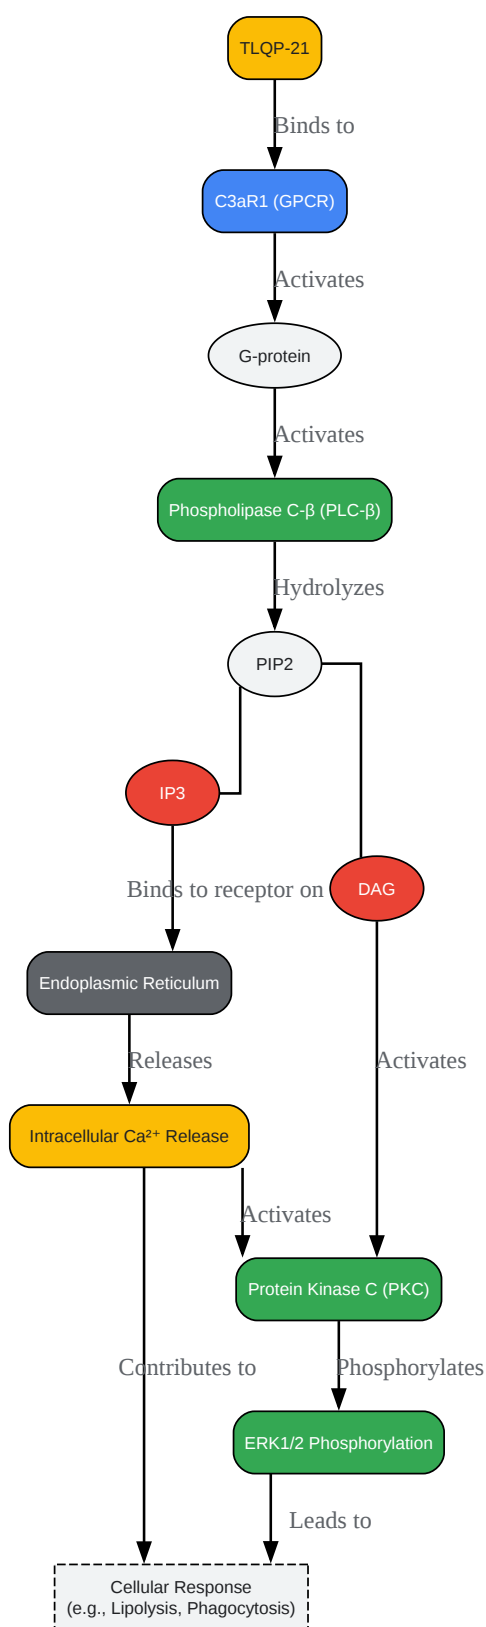 TLQP-21
Binds to
C3aR1 (GPCR)
Activates
G-protein
Activates
Phospholipase C-β (PLC-β)
Hydrolyzes
PIP2
IP3
Binds to receptor on
DAG
Endoplasmic Reticulum
Releases
Activates
Intracellular Ca²⁺ Release
Activates
Protein Kinase C (PKC)
Contributes to
Phosphorylates
ERK1/2 Phosphorylation
Leads to
Cellular Response
(e.g., Lipolysis, Phagocytosis)